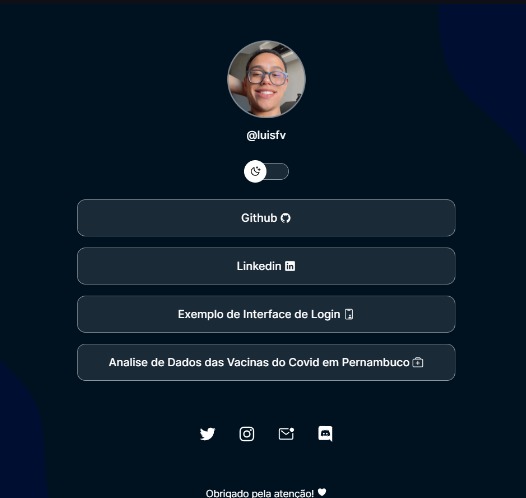 @luisfv
Github
Linkedin
Exemplo de Interface de Login
Analise de Dados das Vacinas do Covid em Pernambuco
Obrigado pela atenção!